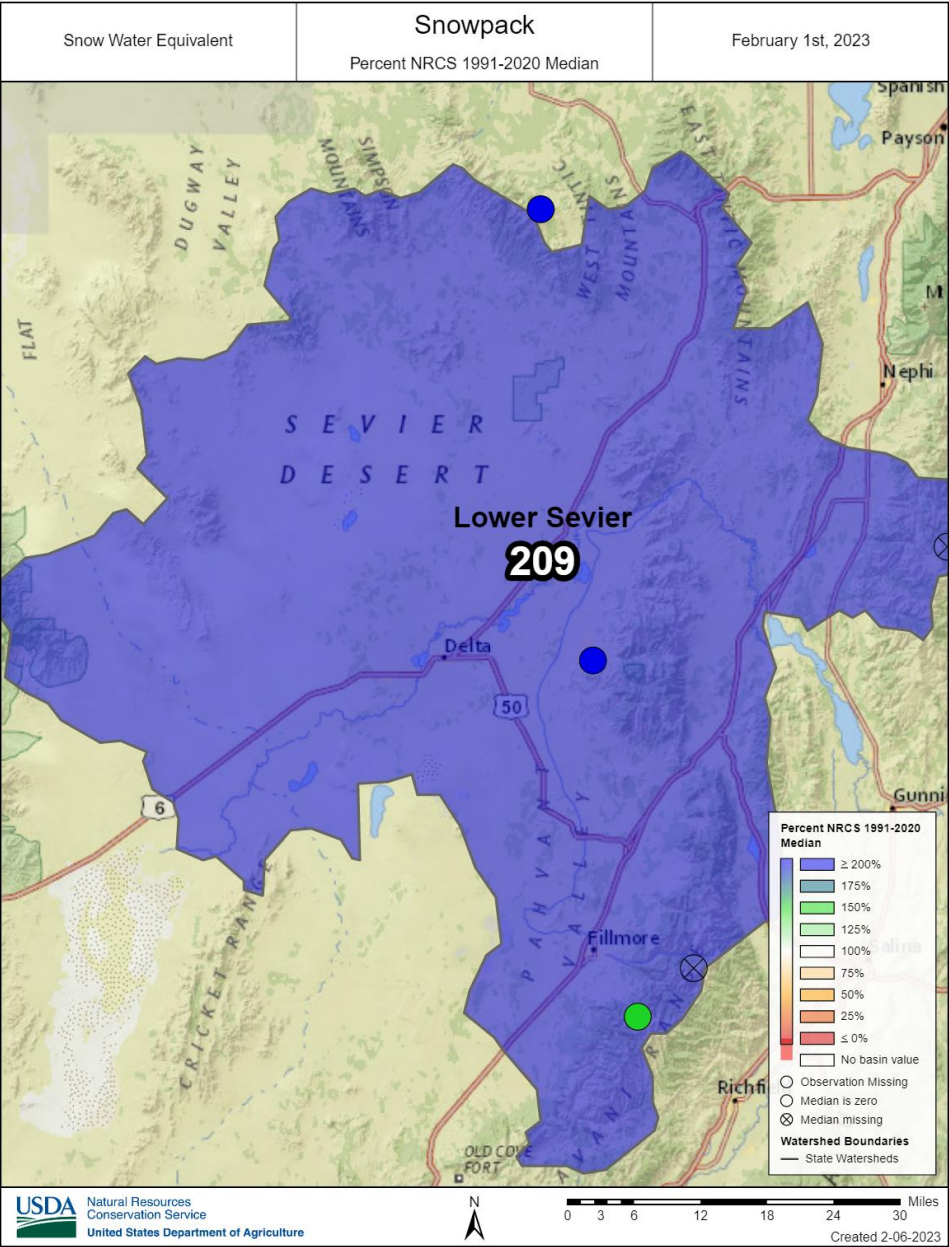 Snow Water Equivalent
Snowpack
Percent NRCS 1991-2020 Median
February 1st, 2023
Spanish
Payson
EAST TINTIC MOUNTAINS
SIMPSON
MOUNTAINS
DUGWAY
VALLEY
WEST TINTIC
MOUNTAINS
Mt
FLAT
Nephi
SEVIER
DESERT
Lower Sevier
209
Delta
50
6
Gunni
PAHVANT
VALLEY
Fillmore
Salina
CRICKET RANGE
Richfi
OLD COVE
FORT
Percent NRCS 1991-2020
Median
≥ 200%
175%
150%
125%
100%
75%
50%
25%
≤ 0%
No basin value
Observation Missing
Median is zero
Median missing
Watershed Boundaries
State Watersheds
USDA
Natural Resources
Conservation Service
United States Department of Agriculture
N
Miles
0 3 6 12 18 24 30
Created 2-06-2023